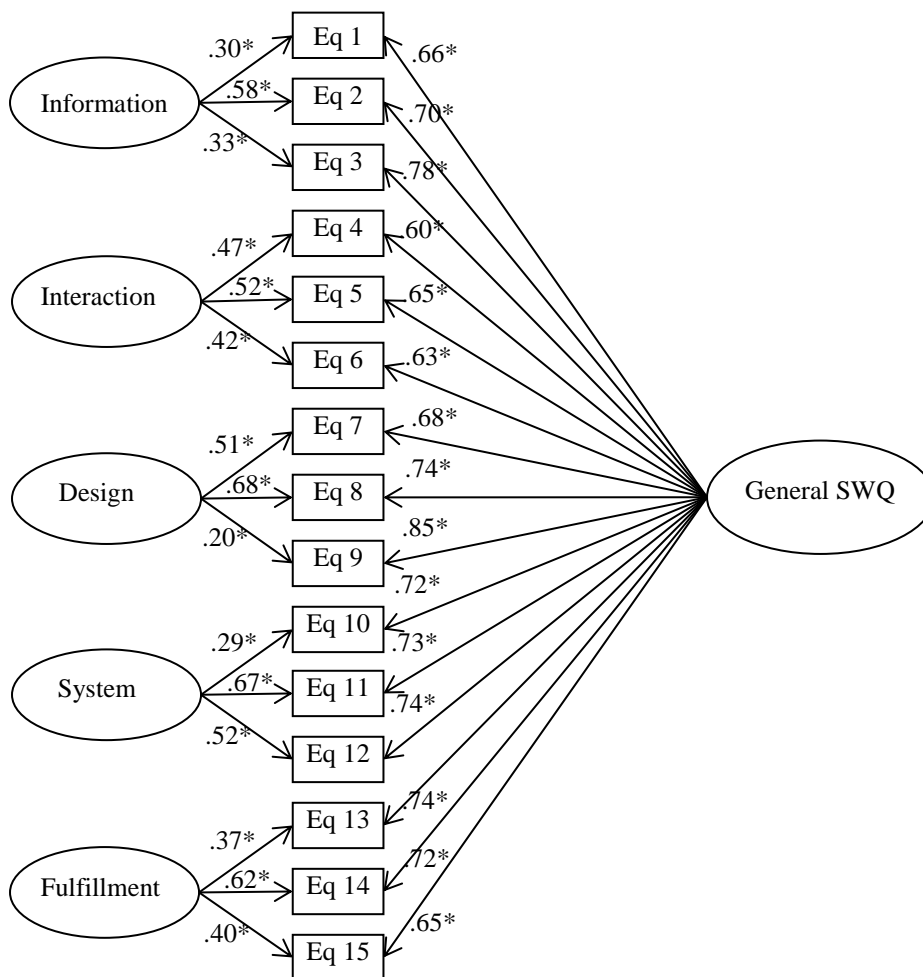 Eq 1
.30*
.66*
Information
.58*
Eq 2
.70*
.33*
Eq 3
.78*
Eq 4
.60*
.47*
Interaction
.52*
Eq 5
.65*
.42*
Eq 6
.63*
Eq 7
.68*
.51*
Design
.68*
Eq 8
.74*
General SWQ
.20*
Eq 9
.85*
.72*
Eq 10
.29*
.73*
System
.67*
Eq 11
.74*
.52*
Eq 12
Eq 13
.74*
.37*
Fulfillment
.62*
Eq 14
.72*
.40*
Eq 15
.65*